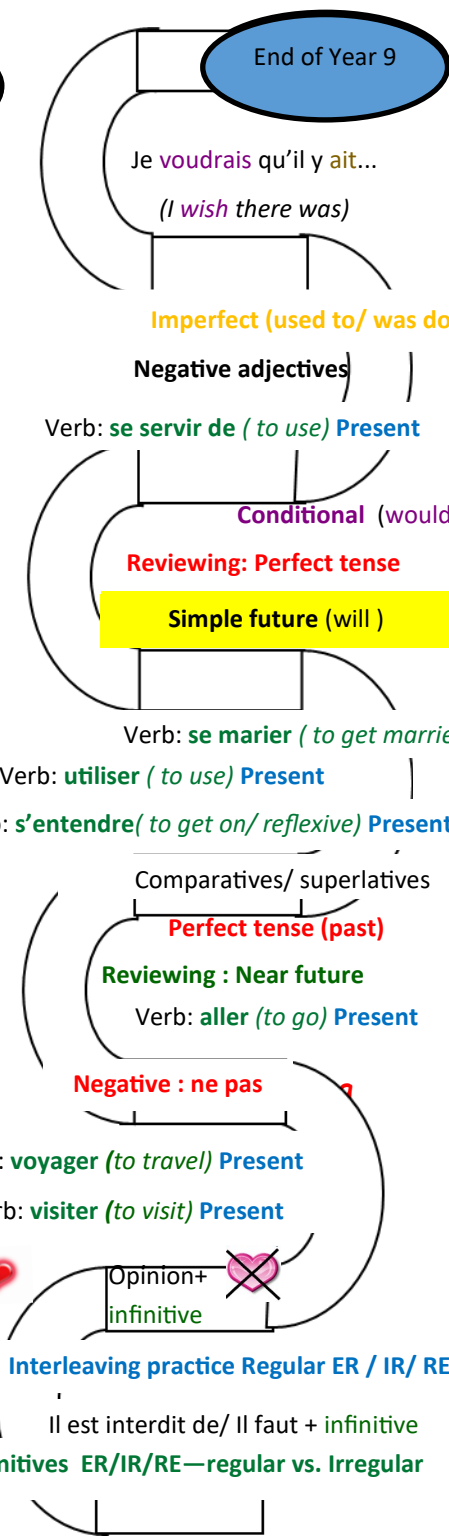 End of Year 9
Je voudrais qu’il y ait...
(I wish there was)
Imperfect (used to/ was do
Negative adjectives
Verb: se servir de ( to use) Present
Conditional (would
Reviewing: Perfect tense
Simple future (will )
Verb: se marier ( to get marrie
Verb: utiliser ( to use) Present
: s’entendre( to get on/ reflexive) Present
Comparatives/ superlatives
Perfect tense (past)
Reviewing : Near future
Verb: aller (to go) Present
Negative : ne pas
: voyager (to travel) Present
rb: visiter (to visit) Present
Opinion+
infinitive
Interleaving practice Regular ER / IR/ RE
Il est interdit de/ Il faut + infinitive
nitives ER/IR/RE—regular vs. Irregular